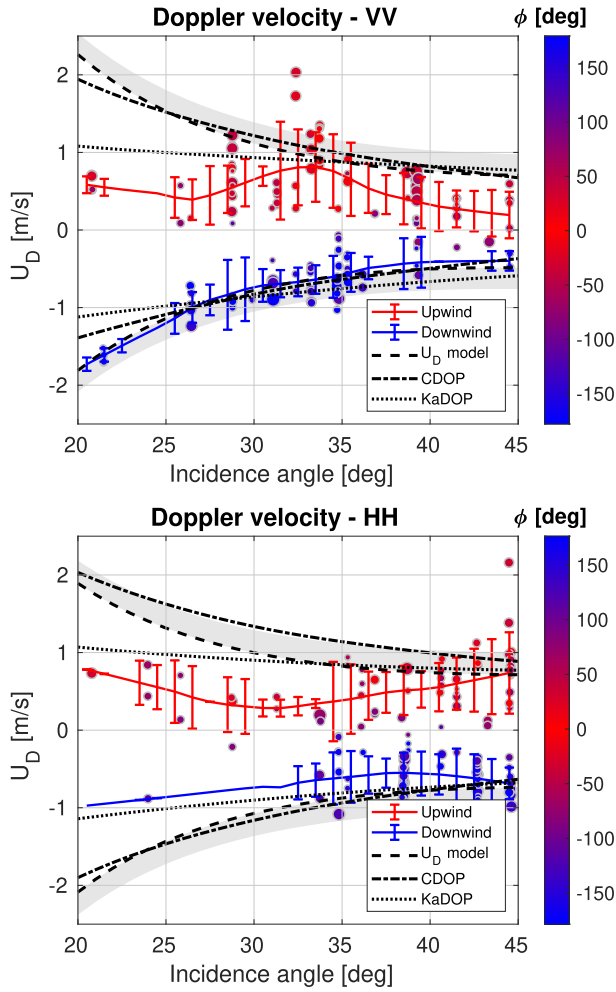 Doppler velocity - VV
ϕ [deg]
2
1
0
-1
-2
U_D [m/s]
20 25 30 35 40 45
Incidence angle [deg]
Upwind
Downwind
U_D model
CDOP
KaDOP
150
100
50
0
-50
-100
-150
Doppler velocity - HH
ϕ [deg]
2
1
0
-1
-2
U_D [m/s]
20 25 30 35 40 45
Incidence angle [deg]
Upwind
Downwind
U_D model
CDOP
KaDOP
150
100
50
0
-50
-100
-150